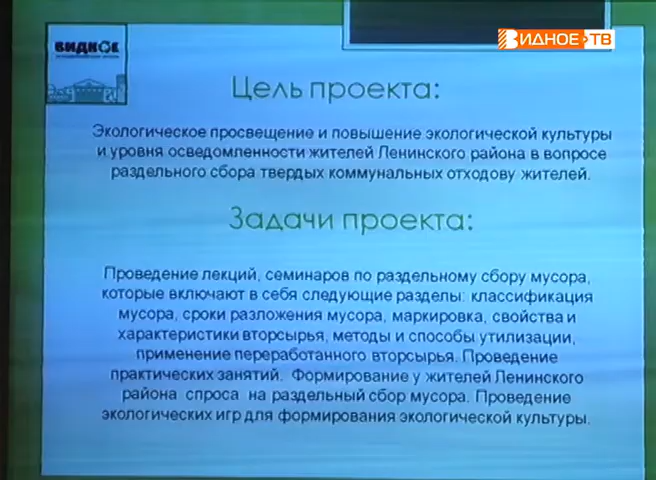 ВИДНОЕ ТВ
ВИДНОЕ
Цель проекта:
Экологическое просвещение и повышение экологической культуры
и уровня осведомленности жителей Ленинского района в вопросе
раздельного сбора твердых коммунальных отходову жителей.
Задачи проекта:
Проведение лекций, семинаров по раздельному сбору мусора,
которые включают в себя следующие разделы: классификация
мусора, сроки разложения мусора, маркировка, свойства и
характеристики вторсырья, методы и способы утилизации,
применение переработанного вторсырья. Проведение
практических занятий. Формирование у жителей Ленинского
района спроса на раздельный сбор мусора. Проведение
экологических игр для формирования экологической культуры.